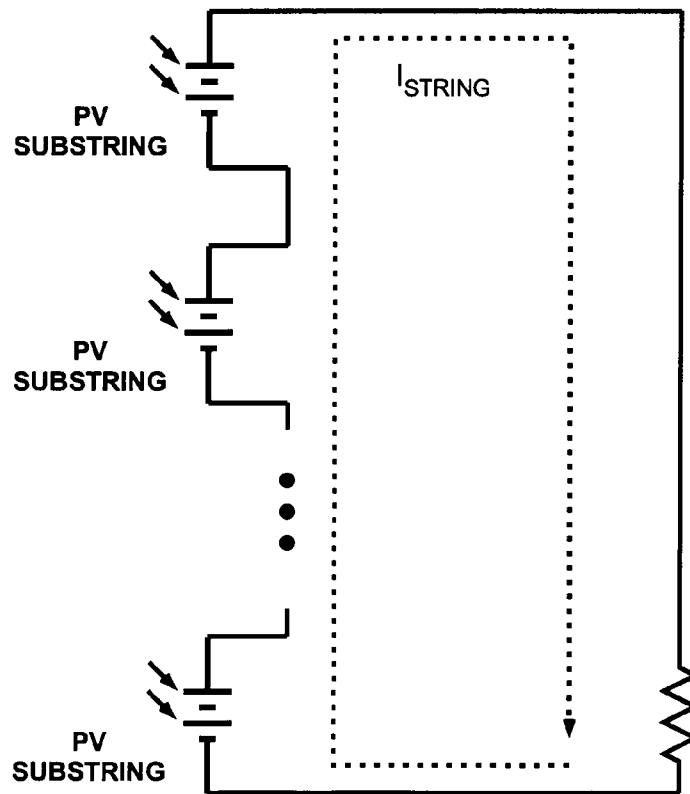 I_STRING
PV
SUBSTRING
PV
SUBSTRING
PV
SUBSTRING